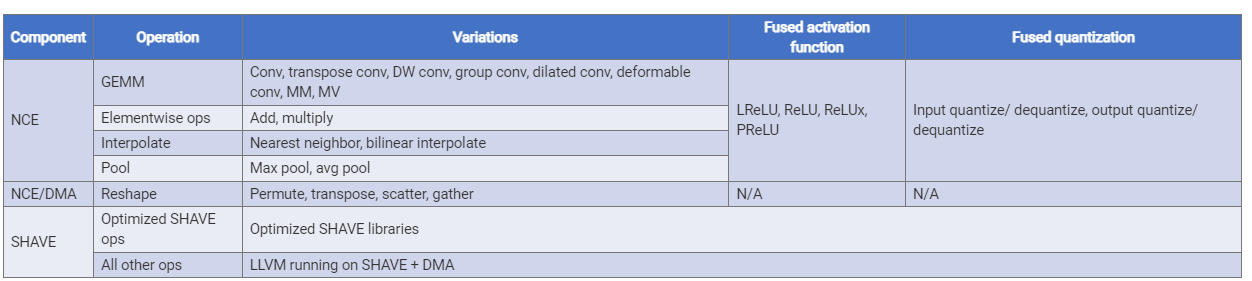 Component
Operation
Variations
Fused activation
function
Fused quantization
NCE
GEMM
Conv, transpose conv, DW conv, group conv, dilated conv, deformable
conv, MM, MV
LReLU, ReLU, ReLUx,
PReLU
Input quantize/ dequantize, output quantize/
dequantize
Elementwise ops
Add, multiply
Interpolate
Nearest neighbor, bilinear interpolate
Pool
Max pool, avg pool
NCE/DMA
Reshape
Permute, transpose, scatter, gather
N/A
N/A
SHAVE
Optimized SHAVE
ops
Optimized SHAVE libraries
All other ops
LLVM running on SHAVE + DMA